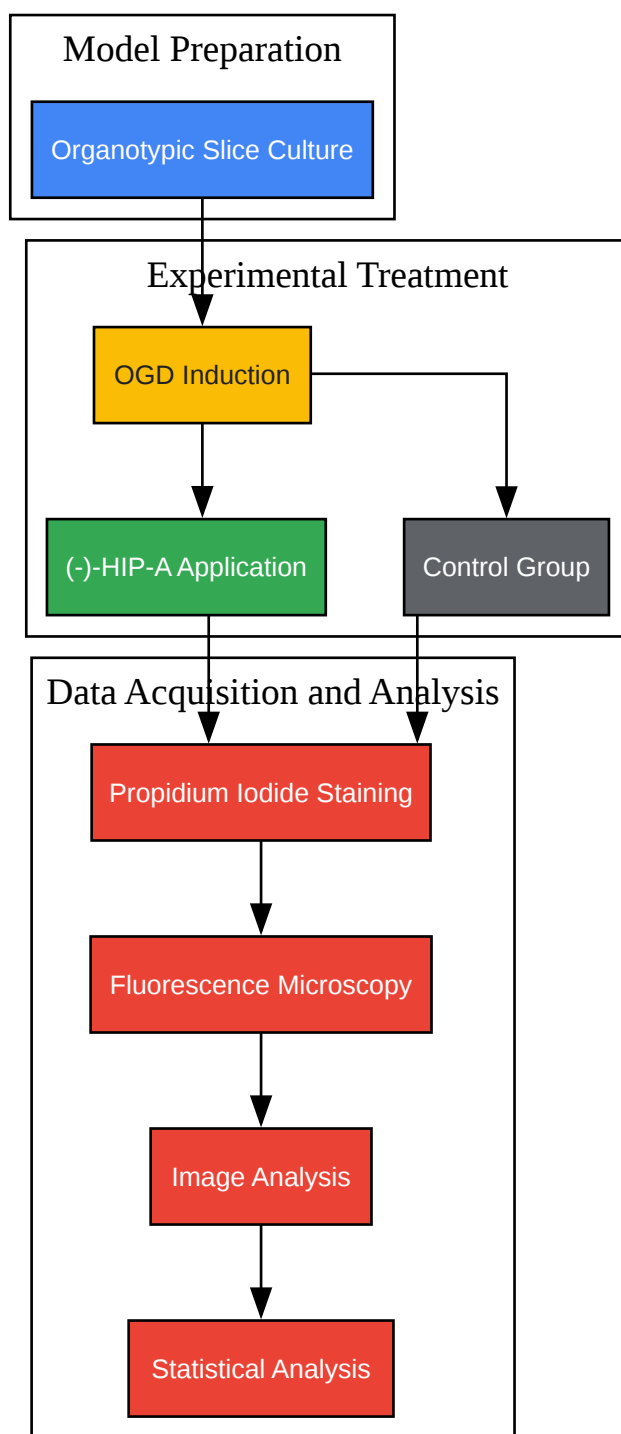 Model Preparation
Organotypic Slice Culture
Experimental Treatment
OGD Induction
(-)-HIP-A Application
Control Group
Data Acquisition and Analysis
Propidium Iodide Staining
Fluorescence Microscopy
Image Analysis
Statistical Analysis